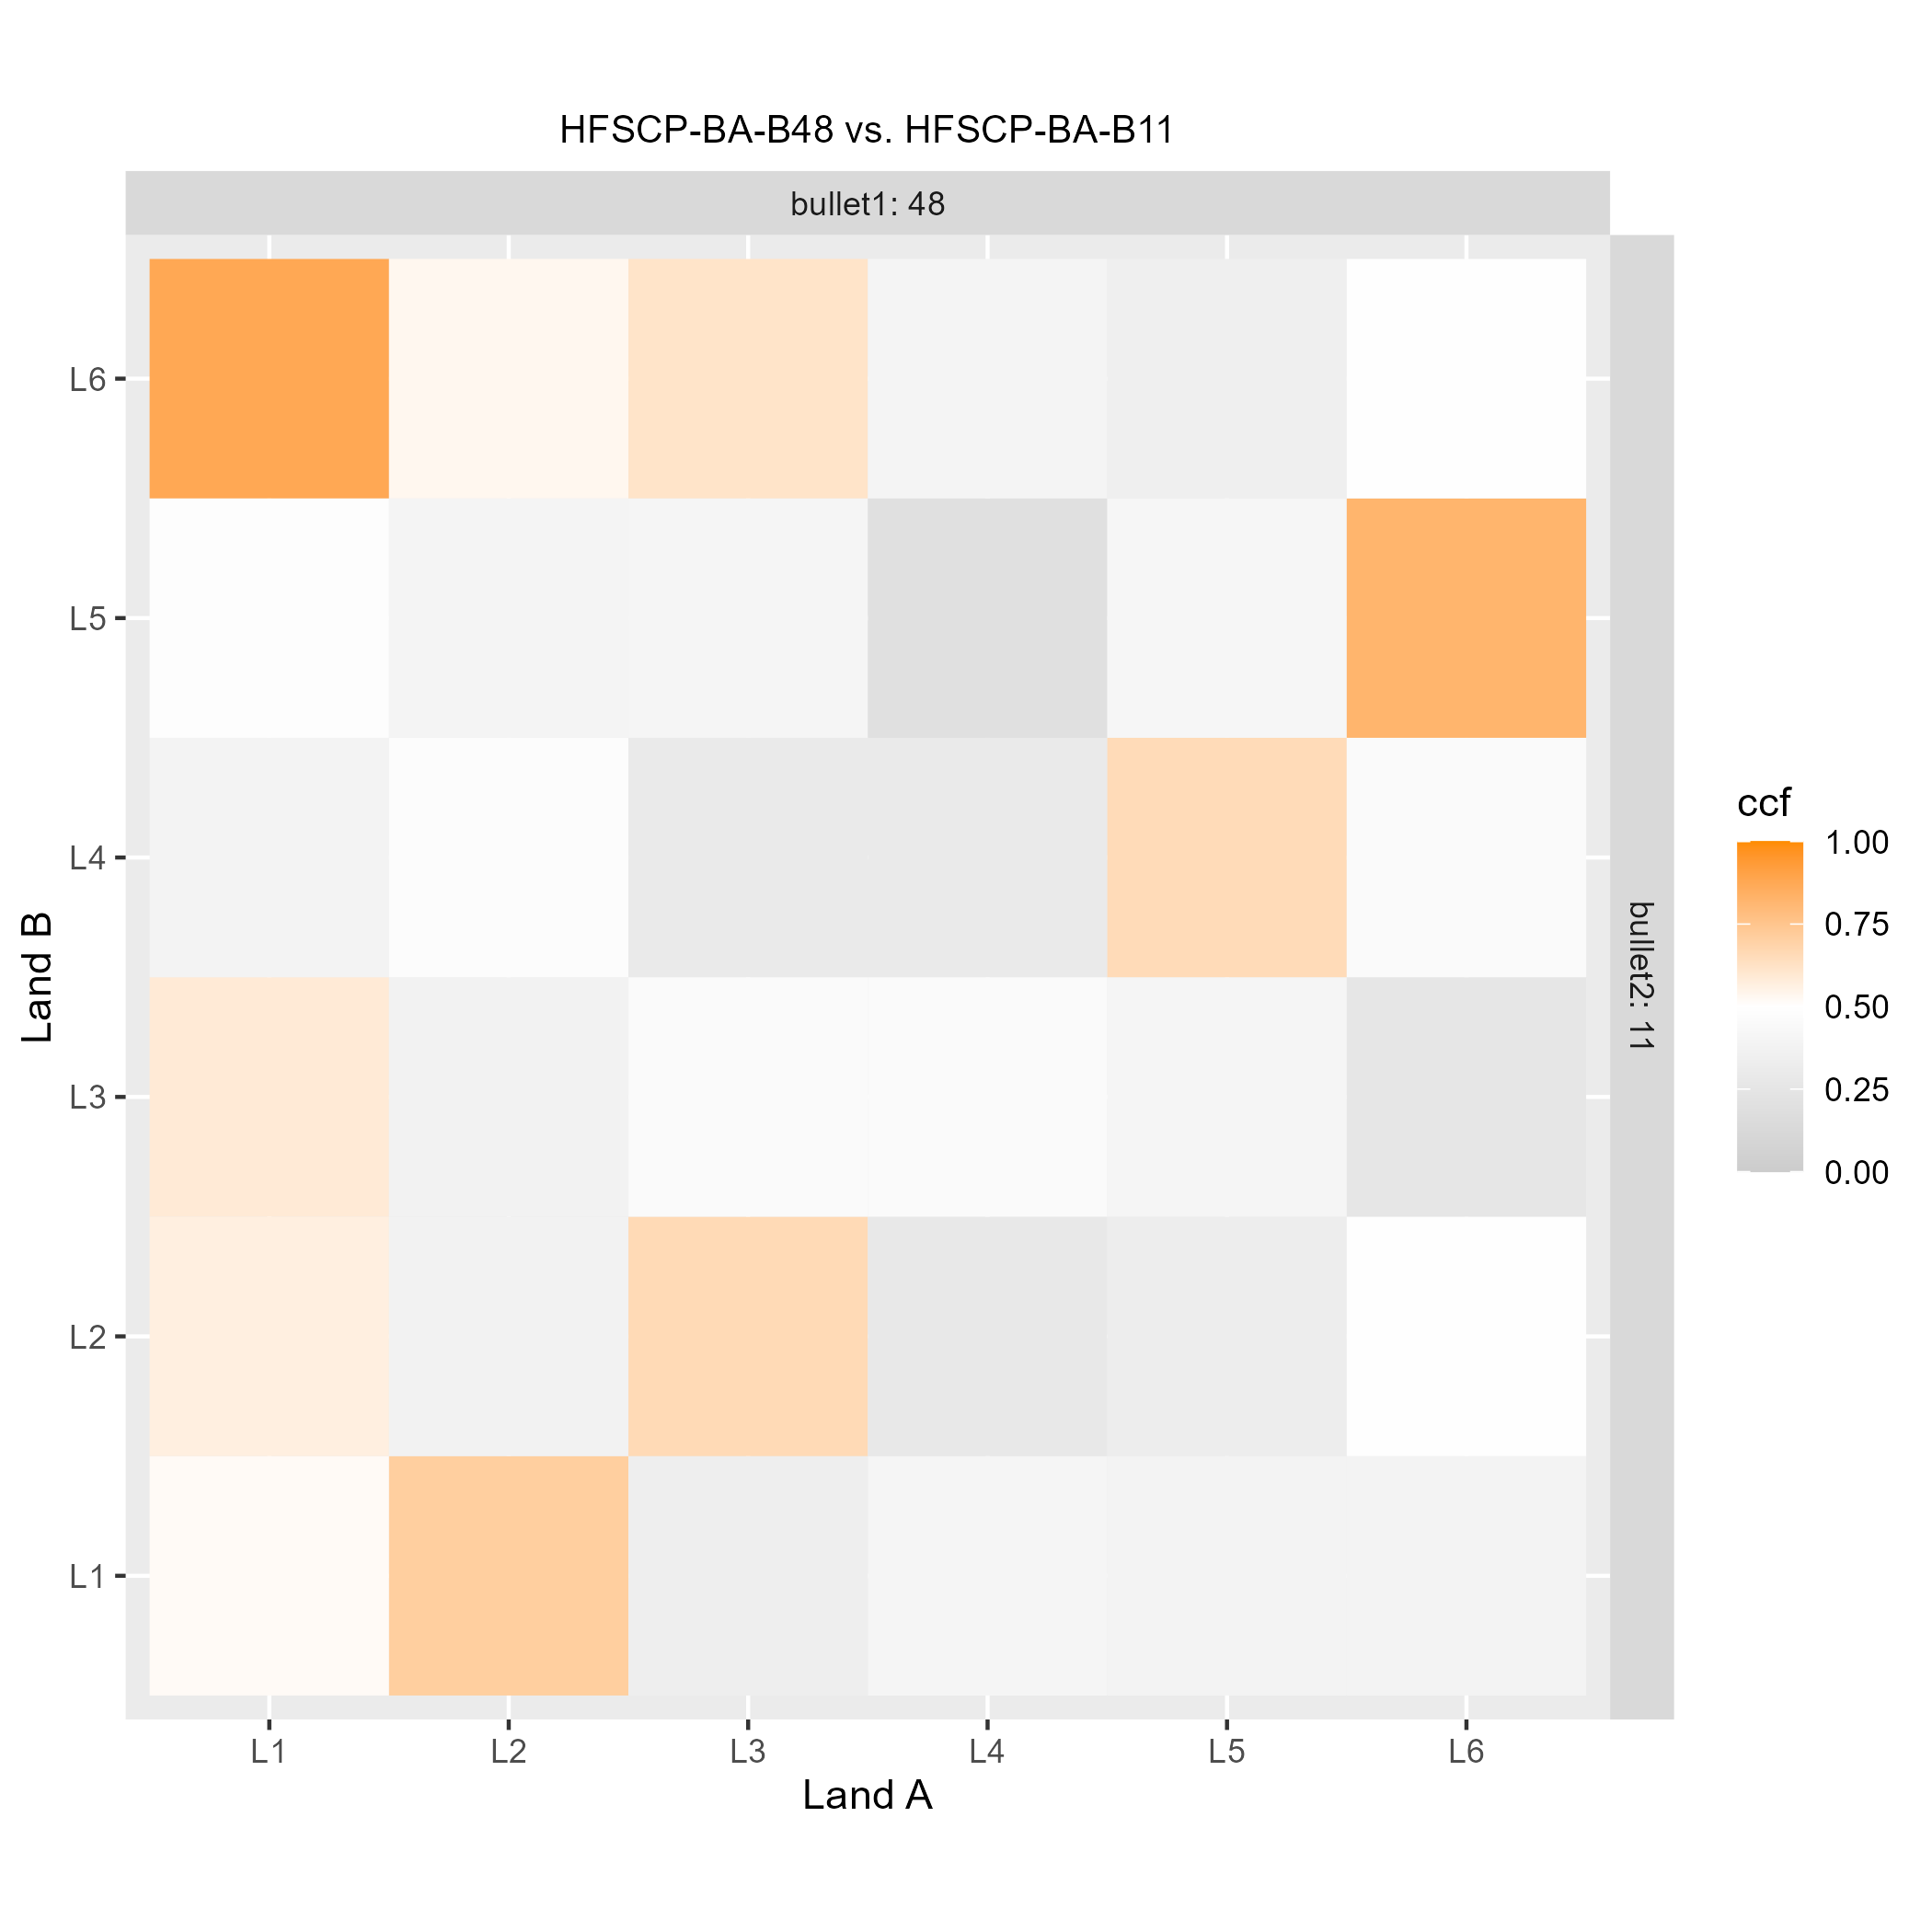 HFSCP-BA-B48 vs. HFSCP-BA-B11
bullet1: 48
L6
L5
L4
L3
L2
L1
Land B
L1 L2 L3 L4 L5 L6
Land A
bullet2: 11
ccf
1.00
0.75
0.50
0.25
0.00